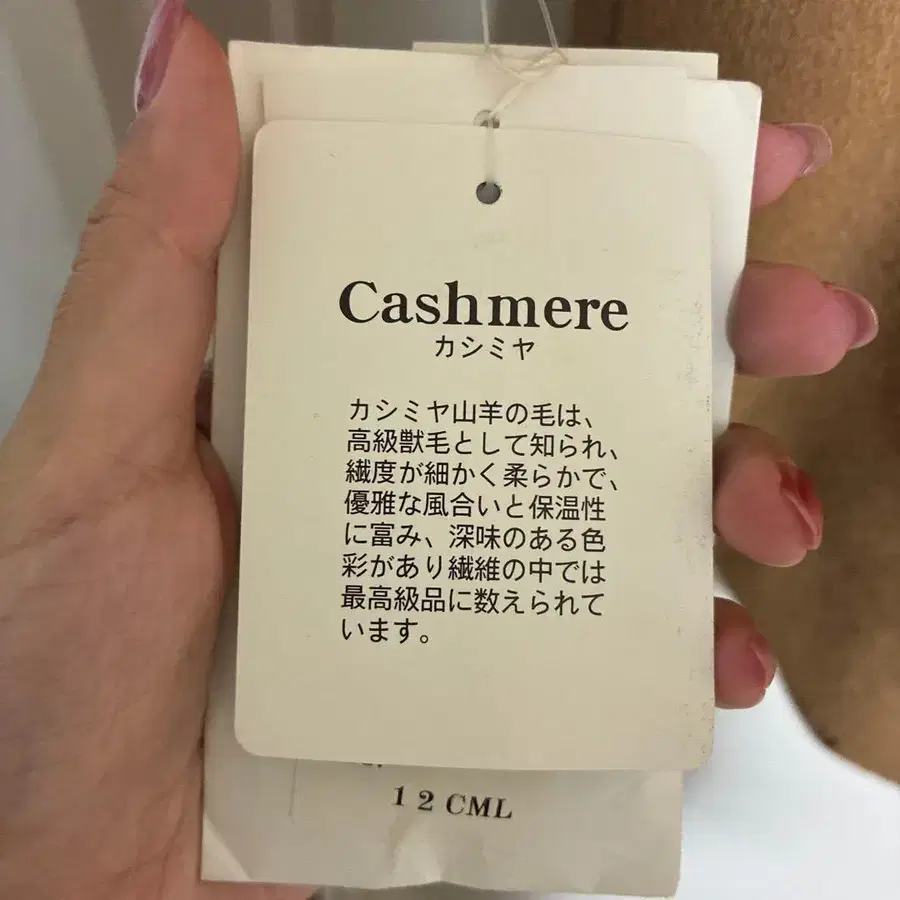 Cashmere
カシミヤ
カシミヤ山羊の毛は、
高級獣毛として知られ、
繊度が細かく柔らかで、
優雅な風合いと保温性
に富み、深味のある色
彩があり繊維の中では
最高級品に数えられて
います。
12CML